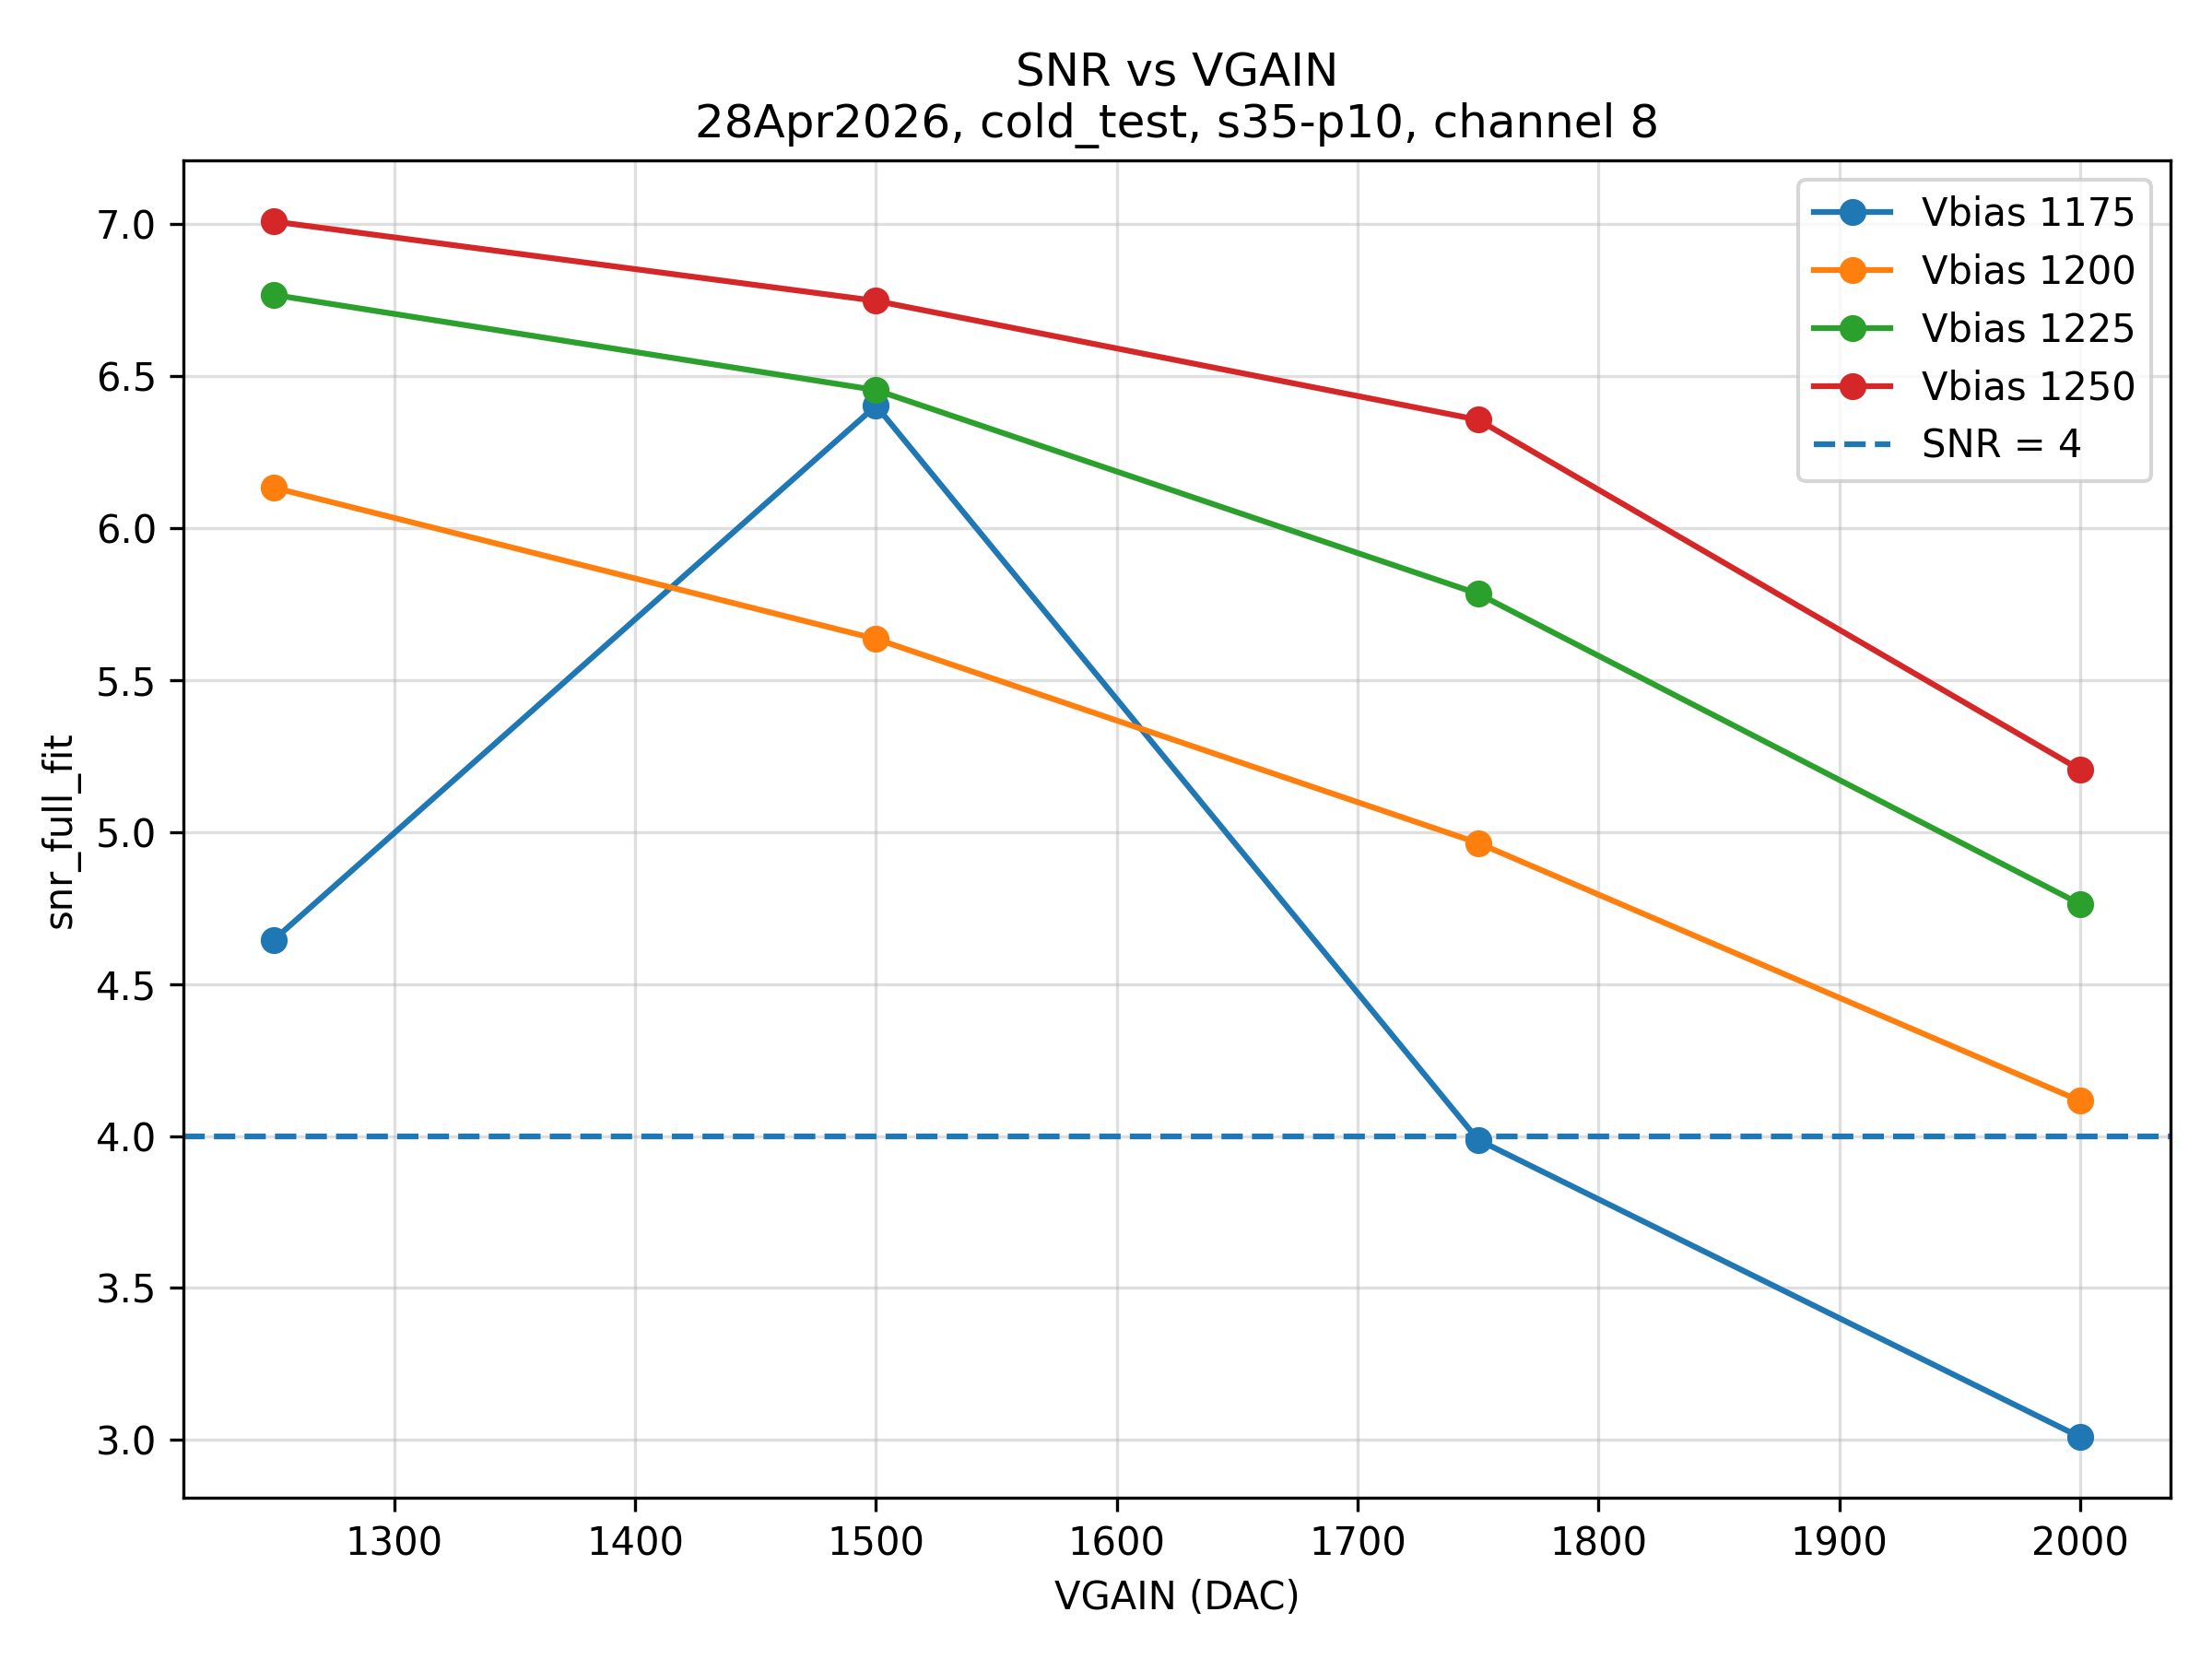 SNR vs VGAIN
28Apr2026, cold_test, s35-p10, channel 8
Vbias 1175
Vbias 1200
Vbias 1225
Vbias 1250
SNR = 4
7.0
6.5
6.0
5.5
5.0
4.5
4.0
3.5
3.0
snr_full_fit
1300 1400 1500 1600 1700 1800 1900 2000
VGAIN (DAC)